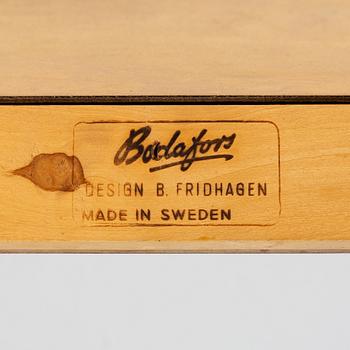 Bodafors
DESIGN B. FRIDHAGEN
MADE IN SWEDEN